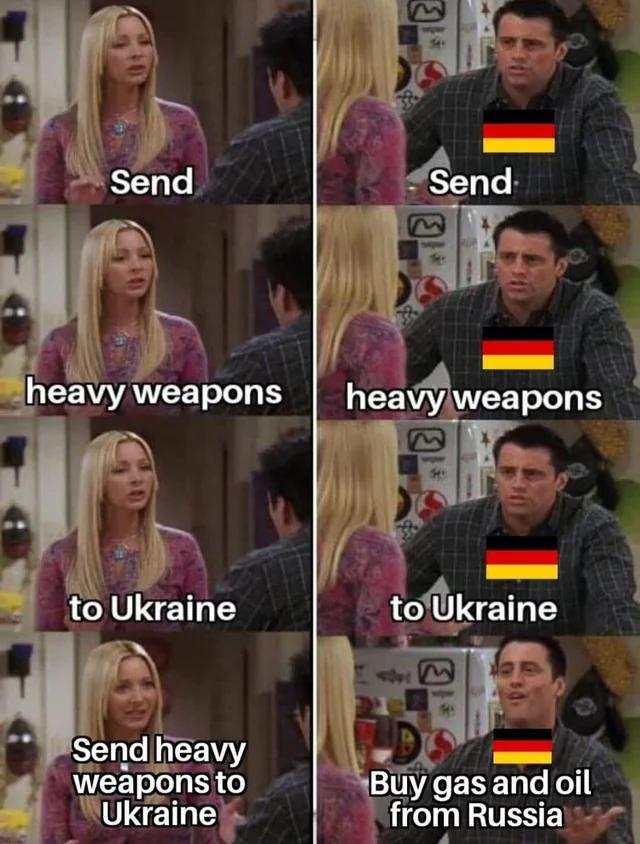 Send
Send
heavy weapons
heavy weapons
to Ukraine
to Ukraine
Send heavy
weapons to
Ukraine
Buy gas and oil
from Russia